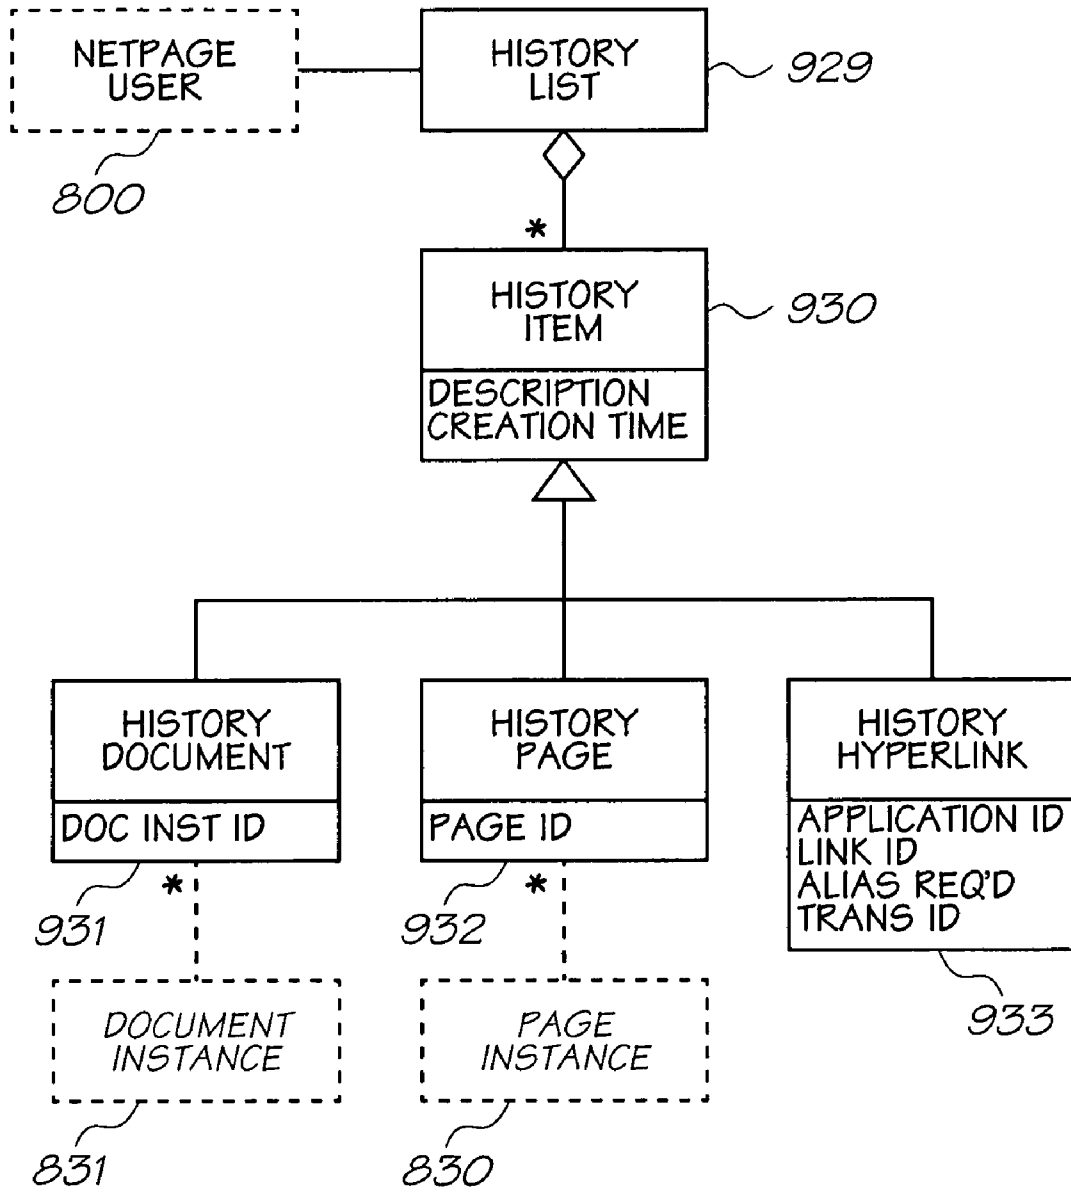 NETPAGE
USER
800
HISTORY
LIST
929
*
HISTORY
ITEM
930
DESCRIPTION
CREATION TIME
HISTORY
DOCUMENT
DOC INST ID
931
*
HISTORY
PAGE
PAGE ID
932
*
HISTORY
HYPERLINK
APPLICATION ID
LINK ID
ALIAS REQ'D
TRANS ID
933
DOCUMENT
INSTANCE
831
PAGE
INSTANCE
830